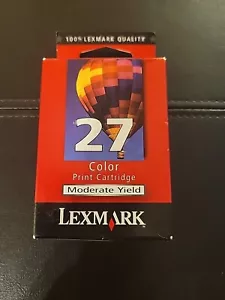 100% LEXMARK QUALITY
27
Color
Print Cartridge
Moderate Yield
LEXMARK